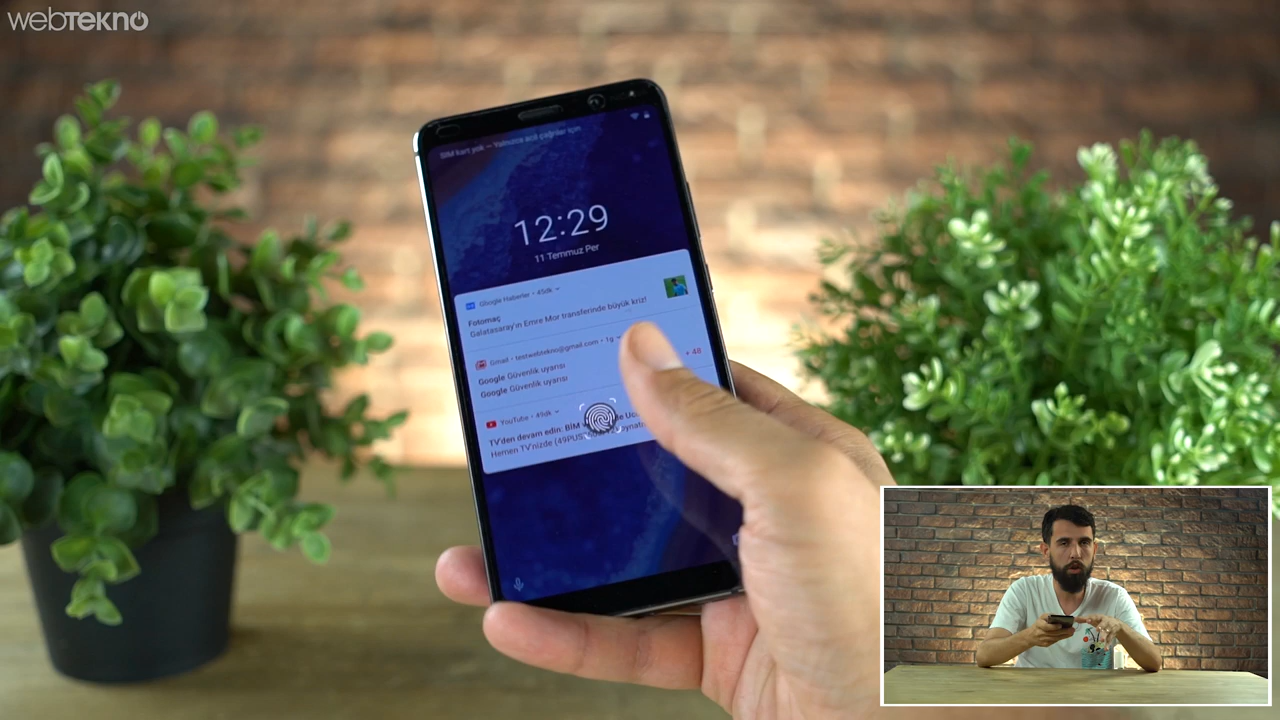 webtekno
SIM kart yok — Yalnızca acil çağrılar için
12:29
11 Temmuz Per
Google Haberler • 45dk
Fotomaç
Galatasaray'ın Emre Mor transferinde büyük kriz!
Gmail • testwebtekno@gmail.com • 1g
Google Güvenlik uyarısı
+ 48
Google Güvenlik uyarısı
YouTube • 49dk
TV'den devam edin: BİM
Hemen TV'nizde